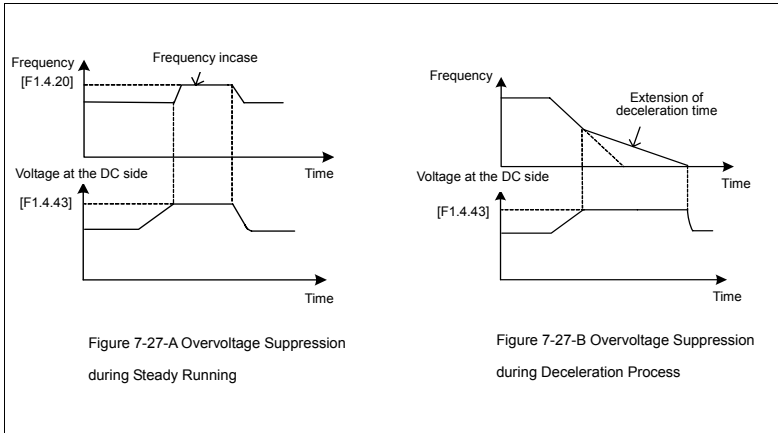 Frequency incase
Frequency
[F1.4.20]
Time
Voltage at the DC side
[F1.4.43]
Time
Figure 7-27-A Overvoltage Suppression
during Steady Running
Frequency
Extension of
deceleration time
Time
Voltage at the DC side
[F1.4.43]
Time
Figure 7-27-B Overvoltage Suppression
during Deceleration Process